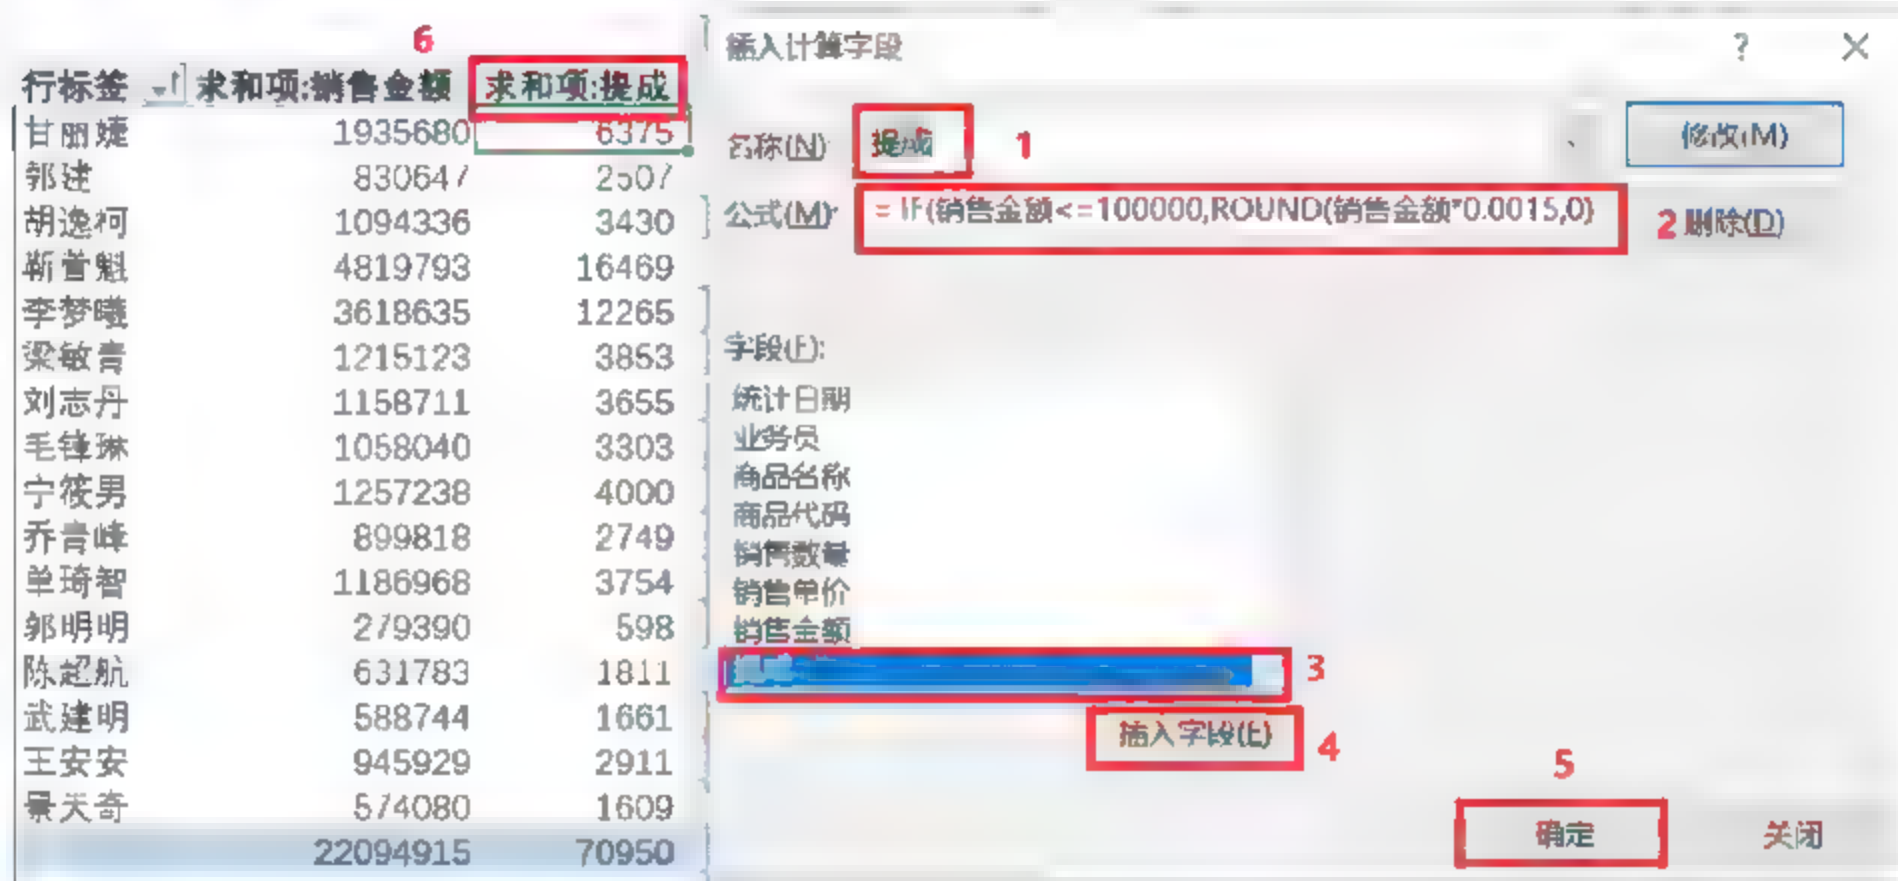 6
行标签 求和项:销售金额 求和项:提成
甘丽婕 1935680 6375
郭建 830647 2507
胡逸柯 1094336 3430
靳曾魁 4819793 16469
李梦曦 3618635 12265
梁敏青 1215123 3853
刘志丹 1158711 3655
毛锺琳 1058040 3303
宁筱男 1257238 4000
乔青峰 899818 2749
单琦智 1186968 3754
郭明明 279390 598
陈超航 631783 1811
武建明 588744 1661
王安安 945929 2911
景天奇 574080 1609
22094915 70950
插入计算字段 ? ×
名称(N) 提成 1 修改(M)
公式(M) = IF(销售金额<=100000,ROUND(销售金额*0.0015,0) 2 删除(D)
字段(F):
统计日期
业务员
商品名称
商品代码
销售数量
销售单价
销售金额
3
插入字段(E) 4
5
确定 关闭